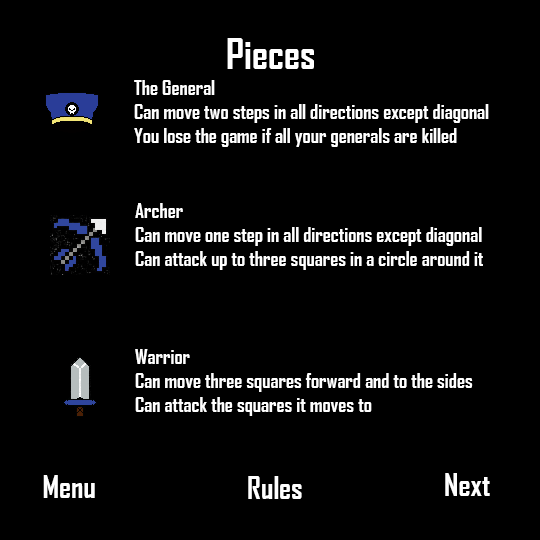 Pieces
The General
Can move two steps in all directions except diagonal
You lose the game if all your generals are killed
Archer
Can move one step in all directions except diagonal
Can attack up to three squares in a circle around it
Warrior
Can move three squares forward and to the sides
Can attack the squares it moves to
Menu
Rules
Next